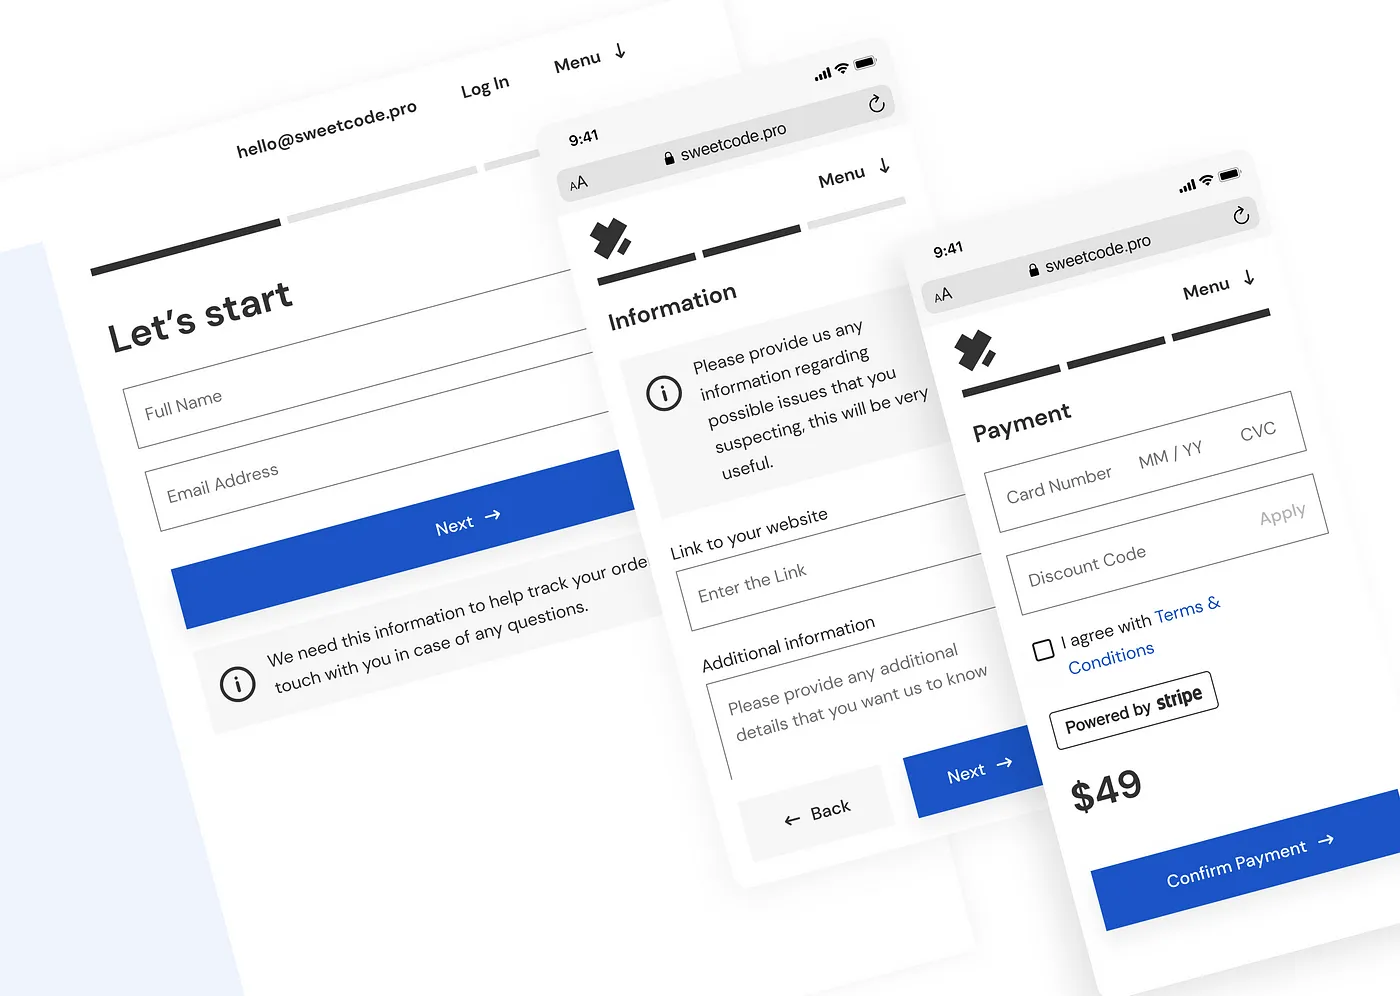 hello@sweetcode.pro
Log In
Menu ↓
Let’s start
Full Name
Email Address
Next →
We need this information to help track your orde
touch with you in case of any questions.
9:41
AA
sweetcode.pro
Menu ↓
Information
Please provide us any
information regarding
possible issues that you
suspecting, this will be very
useful.
Link to your website
Enter the Link
Additional information
Please provide any additional
details that you want us to know
← Back
Next →
9:41
AA
sweetcode.pro
Menu ↓
Payment
Card Number MM / YY CVC
Discount Code Apply
I agree with Terms &
Conditions
Powered by stripe
$49
Confirm Payment →